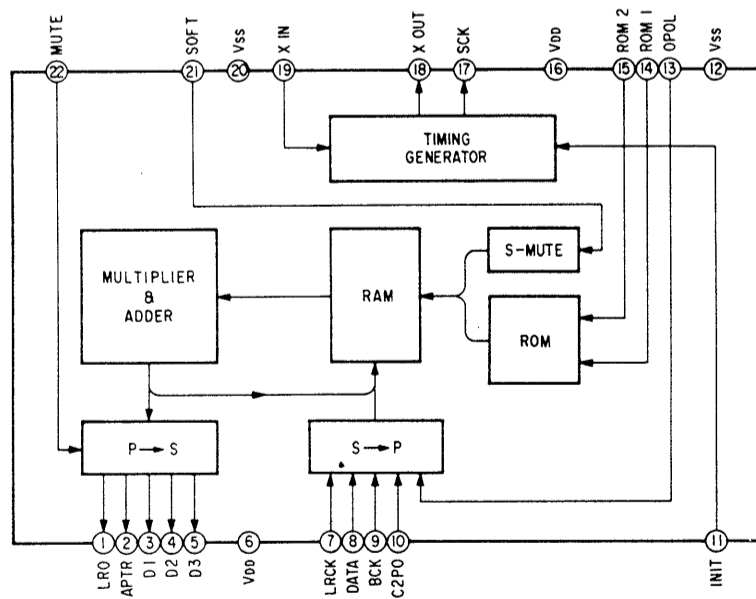 MUTE
SOFT
VSS
X IN
X OUT
SCK
VDD
ROM 2
ROM 1
OPOL
VSS
22
21
20
19
18
17
16
15
14
13
12
TIMING
GENERATOR
S-MUTE
MULTIPLIER
&
ADDER
RAM
ROM
P → S
S → P
1
2
3
4
5
6
7
8
9
10
11
LRO
APTR
D1
D2
D3
VDD
LRCK
DATA
BCK
C2PO
INIT